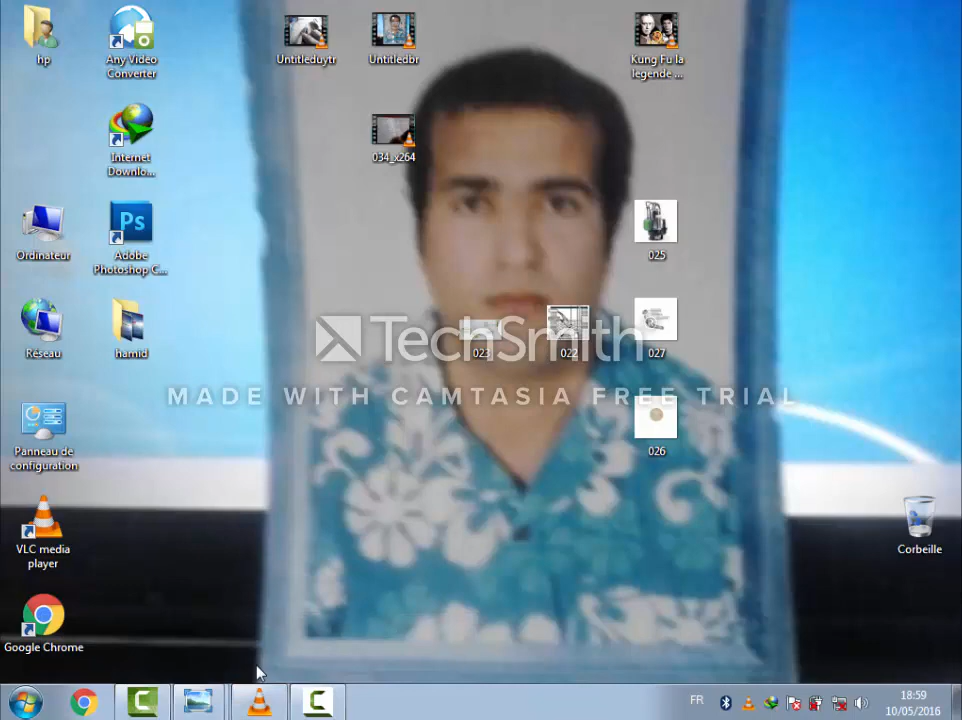 hp
Any Video
Converter
Untitleduytr
Untitledbr
Kung Fu la
legende ...
Internet
Downlo...
034_x264
Ordinateur
Ps
Adobe
Photoshop C...
025
Réseau
hamid
023
022
027
TechSmith
MADE WITH CAMTASIA FREE TRIAL
Panneau de
configuration
026
VLC media
player
Corbeille
Google Chrome
FR
18:59
10/05/2016